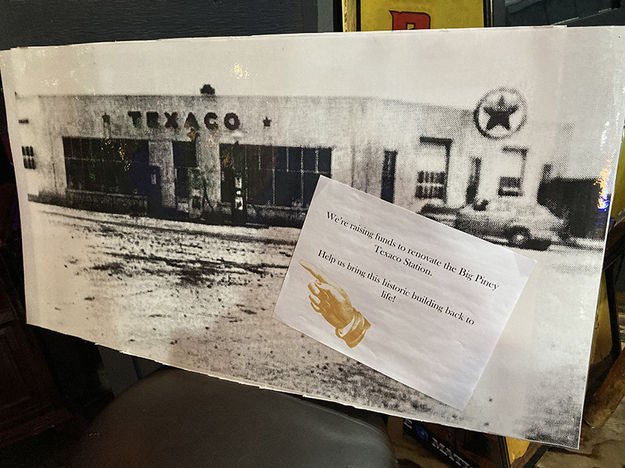 TEXACO
We're raising funds to renovate the Big Piney
Texaco Station.
Help us bring this historic building back to
life!